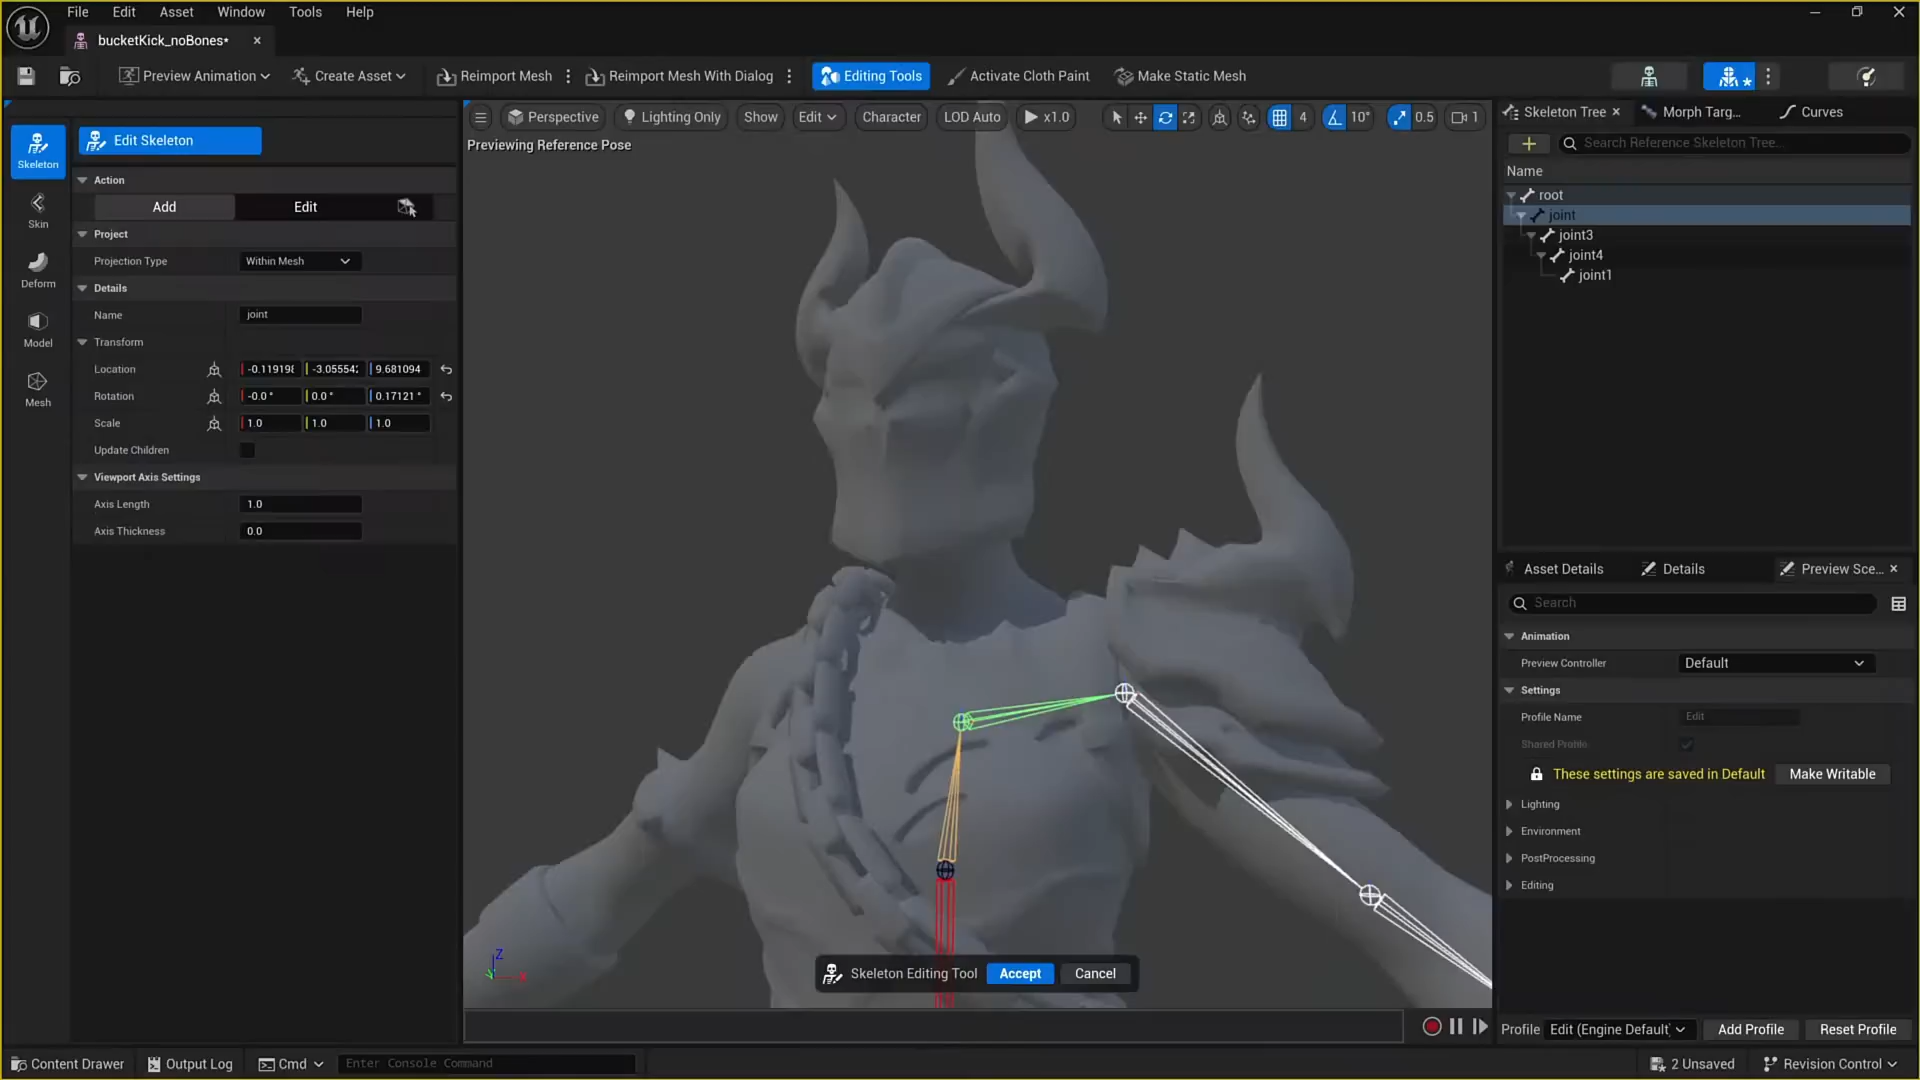 File Edit Asset Window Tools Help
bucketKick_noBones*
Preview Animation Create Asset Reimport Mesh Reimport Mesh With Dialog Editing Tools Activate Cloth Paint Make Static Mesh
Skeleton
Skin
Deform
Model
Mesh
Edit Skeleton
Action
Add Edit
Project
Projection Type Within Mesh
Details
Name joint
Transform
Location -0.119198 -3.05554 9.681094
Rotation -0.0 ° 0.0 ° 0.17121 °
Scale 1.0 1.0 1.0
Update Children
Viewport Axis Settings
Axis Length 1.0
Axis Thickness 0.0
Perspective Lighting Only Show Edit Character LOD Auto x1.0 4 10° 0.5 1
Previewing Reference Pose
Z
Skeleton Editing Tool Accept Cancel
Skeleton Tree Morph Targ... Curves
Search Reference Skeleton Tree...
Name
root
joint
joint3
joint4
joint1
Asset Details Details Preview Sce...
Search
Animation
Preview Controller Default
Settings
Profile Name Edit
Shared Profile
These settings are saved in Default Make Writable
Lighting
Environment
PostProcessing
Editing
Profile Edit (Engine Default) Add Profile Reset Profile
Content Drawer Output Log Cmd Enter Console Command 2 Unsaved Revision Control